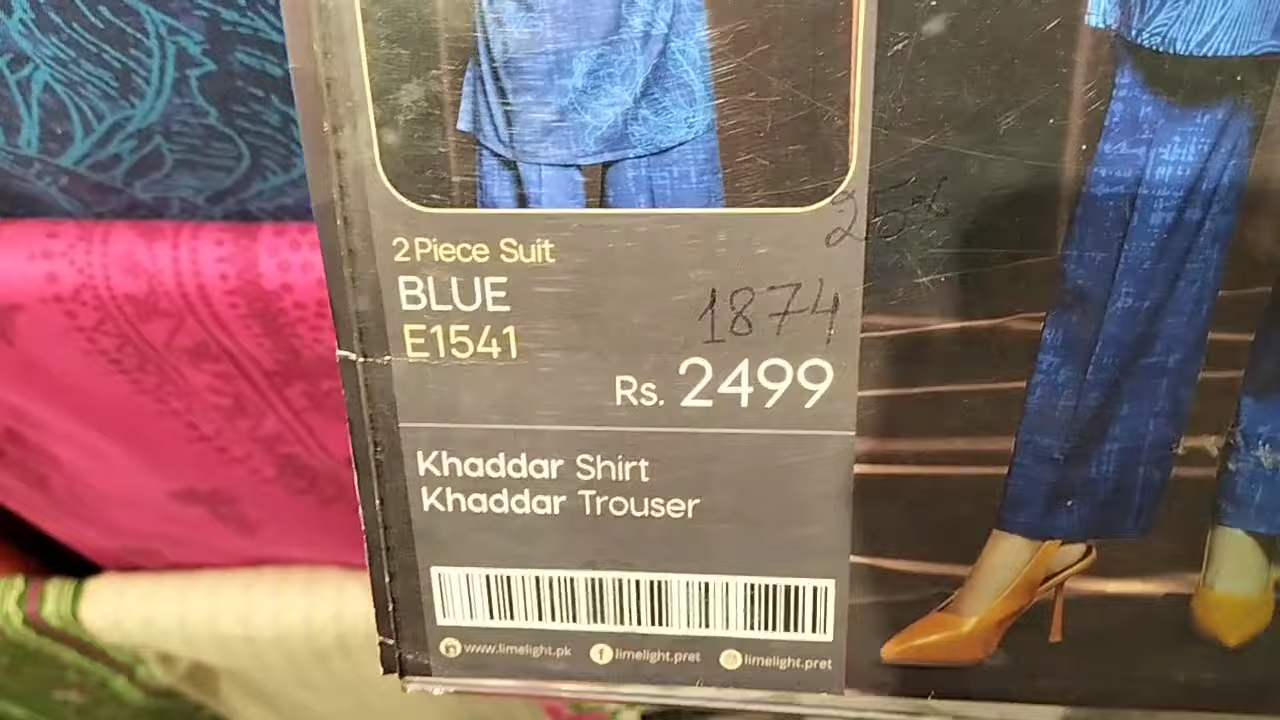 25%
2 Piece Suit
BLUE
1874
E1541
Rs. 2499
Khaddar Shirt
Khaddar Trouser
www.limelight.pk limelight.pret limelight.pret